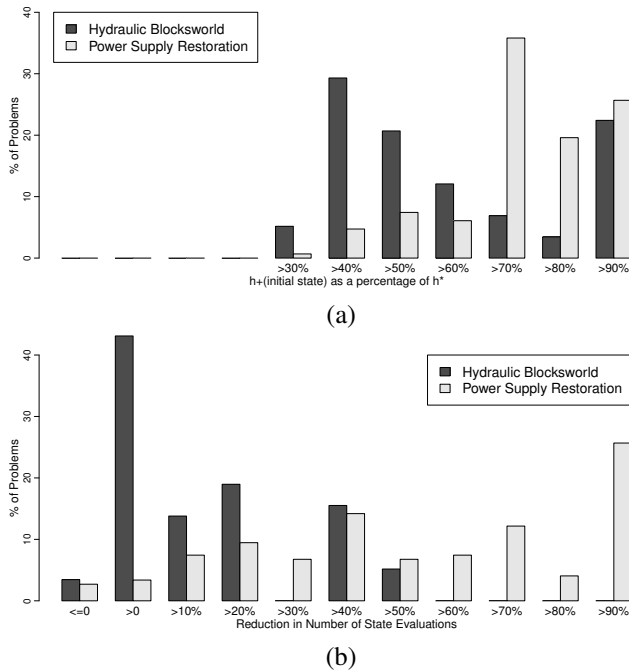 40
30
20
10
0
% of Problems
Hydraulic Blocksworld
Power Supply Restoration
>30% >40% >50% >60% >70% >80% >90%
h+(initial state) as a percentage of h*
(a)
40
30
20
10
0
% of Problems
Hydraulic Blocksworld
Power Supply Restoration
<=0 >0 >10% >20% >30% >40% >50% >60% >70% >80% >90%
Reduction in Number of State Evaluations
(b)